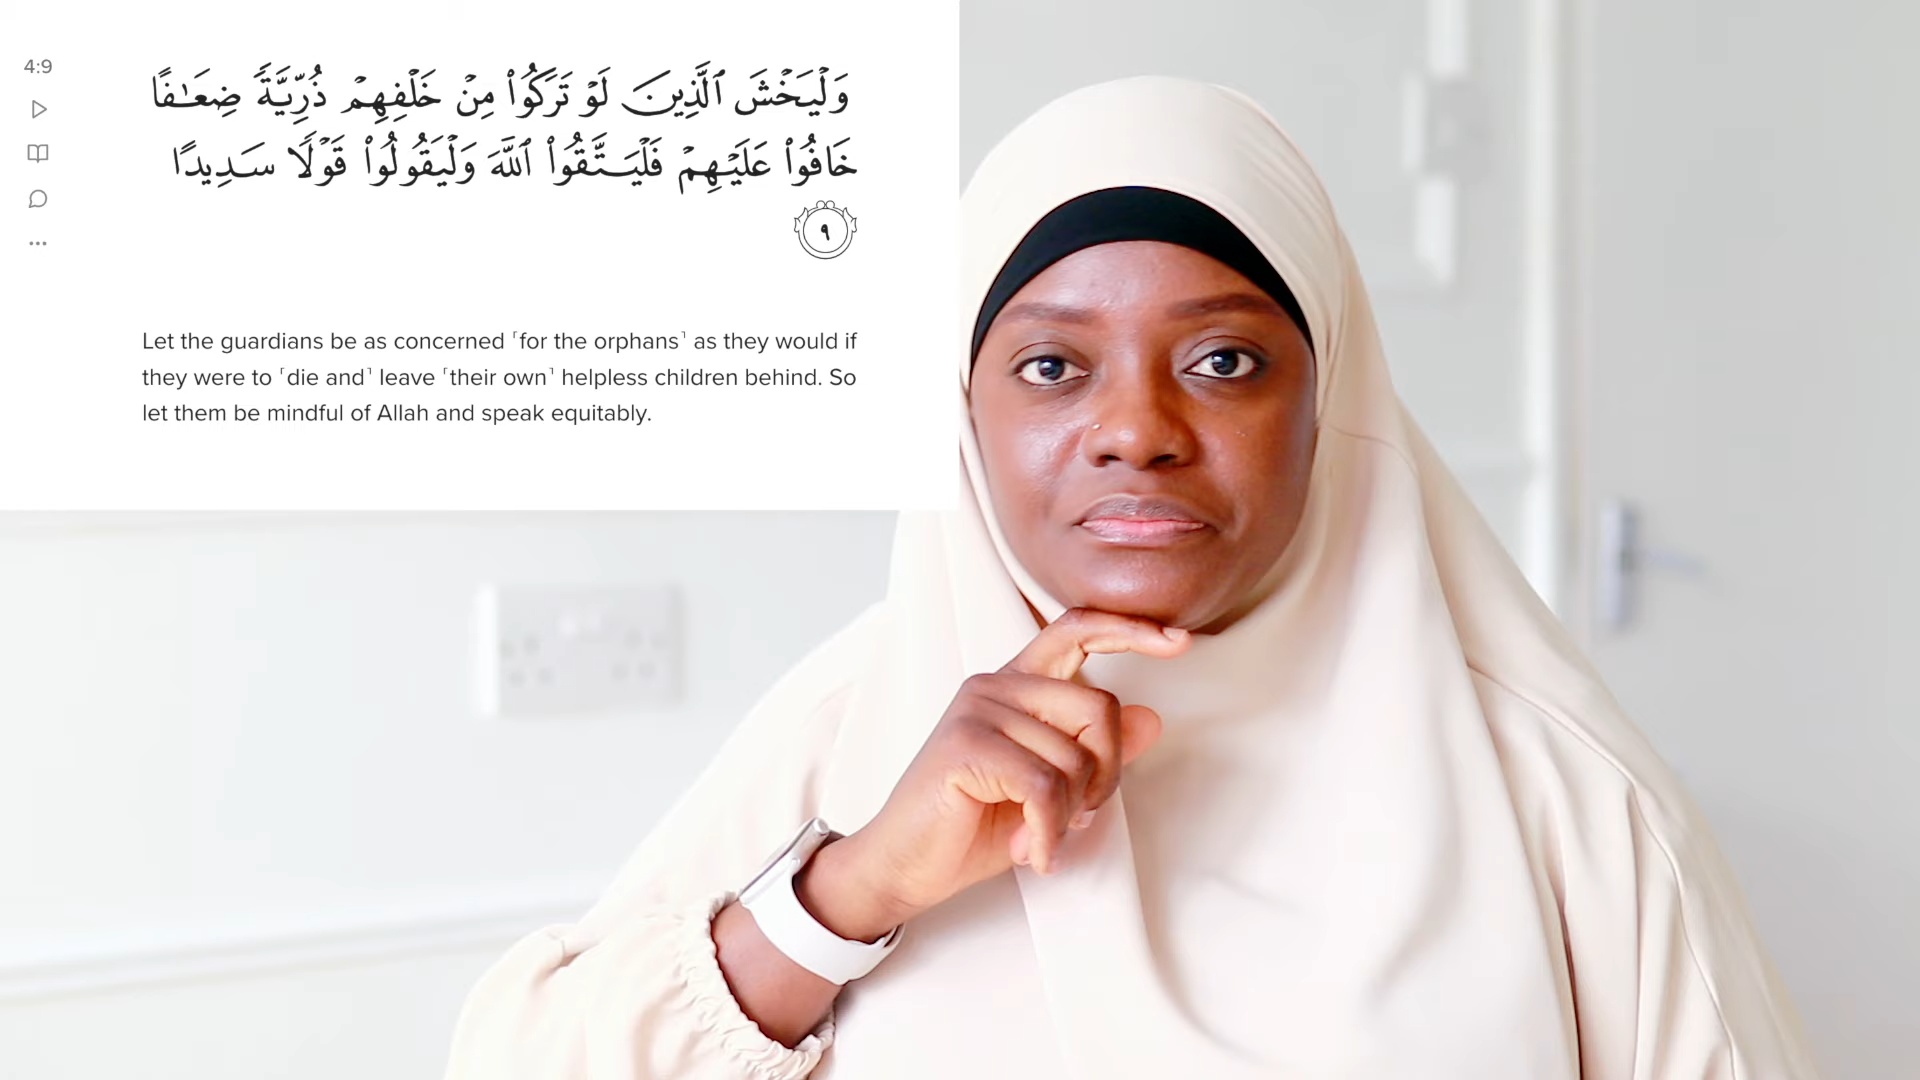 4:9
وَلْيَخْشَ ٱلَّذِينَ لَوْ تَرَكُوا۟ مِنْ خَلْفِهِمْ ذُرِّيَّةً ضِعَـٰفًا
خَافُوا۟ عَلَيْهِمْ فَلْيَتَّقُوا۟ ٱللَّهَ وَلْيَقُولُوا۟ قَوْلًا سَدِيدًا
٩
Let the guardians be as concerned ˹for the orphans˺ as they would if
they were to ˹die and˺ leave ˹their own˺ helpless children behind. So
let them be mindful of Allah and speak equitably.